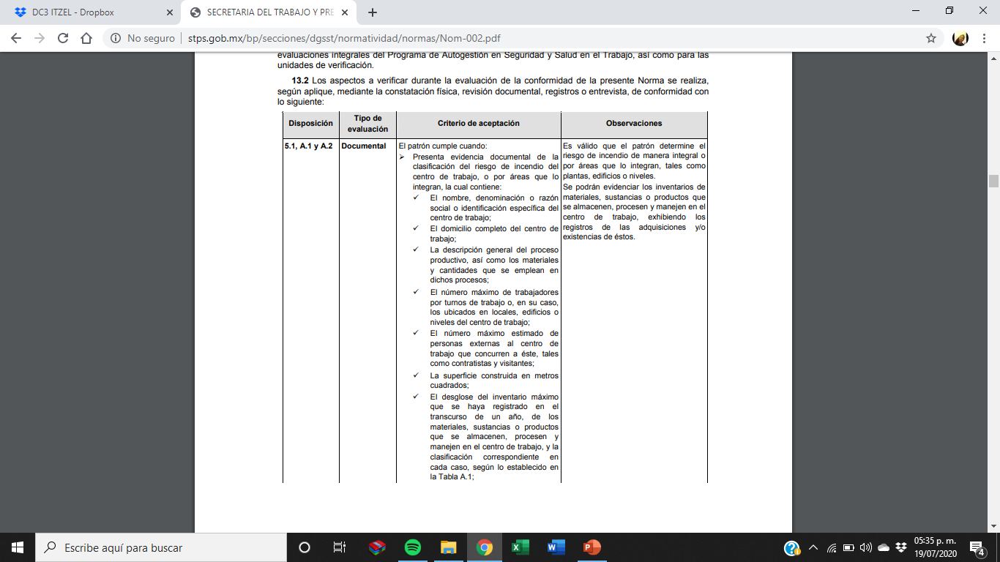 DC3 ITZEL - Dropbox
SECRETARIA DEL TRABAJO Y PRE
No seguro
stps.gob.mx/bp/secciones/dgsst/normatividad/normas/Nom-002.pdf
evaluaciones integrales del Programa de Autogestión en Seguridad y Salud en el Trabajo, así como para las
unidades de verificación.
13.2 Los aspectos a verificar durante la evaluación de la conformidad de la presente Norma se realiza,
según aplique, mediante la constatación física, revisión documental, registros o entrevista, de conformidad con
lo siguiente:
Disposición
Tipo de
evaluación
Criterio de aceptación
Observaciones
5.1, A.1 y A.2
Documental
El patrón cumple cuando:
Presenta evidencia documental de la
clasificación del riesgo de incendio del
centro de trabajo, o por áreas que lo
integran, la cual contiene:
El nombre, denominación o razón
social o identificación específica del
centro de trabajo;
El domicilio completo del centro de
trabajo;
La descripción general del proceso
productivo, así como los materiales
y cantidades que se emplean en
dichos procesos;
El número máximo de trabajadores
por turnos de trabajo o, en su caso,
los ubicados en locales, edificios o
niveles del centro de trabajo;
El número máximo estimado de
personas externas al centro de
trabajo que concurren a éste, tales
como contratistas y visitantes;
La superficie construida en metros
cuadrados;
El desglose del inventario máximo
que se haya registrado en el
transcurso de un año, de los
materiales, sustancias o productos
que se almacenen, procesen y
manejen en el centro de trabajo, y la
clasificación correspondiente en
cada caso, según lo establecido en
la Tabla A.1;
Es válido que el patrón determine el
riesgo de incendio de manera integral o
por áreas que lo integran, tales como
plantas, edificios o niveles.
Se podrán evidenciar los inventarios de
materiales, sustancias o productos que
se almacenen, procesen y manejen en el
centro de trabajo, exhibiendo los
registros de las adquisiciones y/o
existencias de éstos.
Escribe aquí para buscar
05:35 p. m.
19/07/2020
4